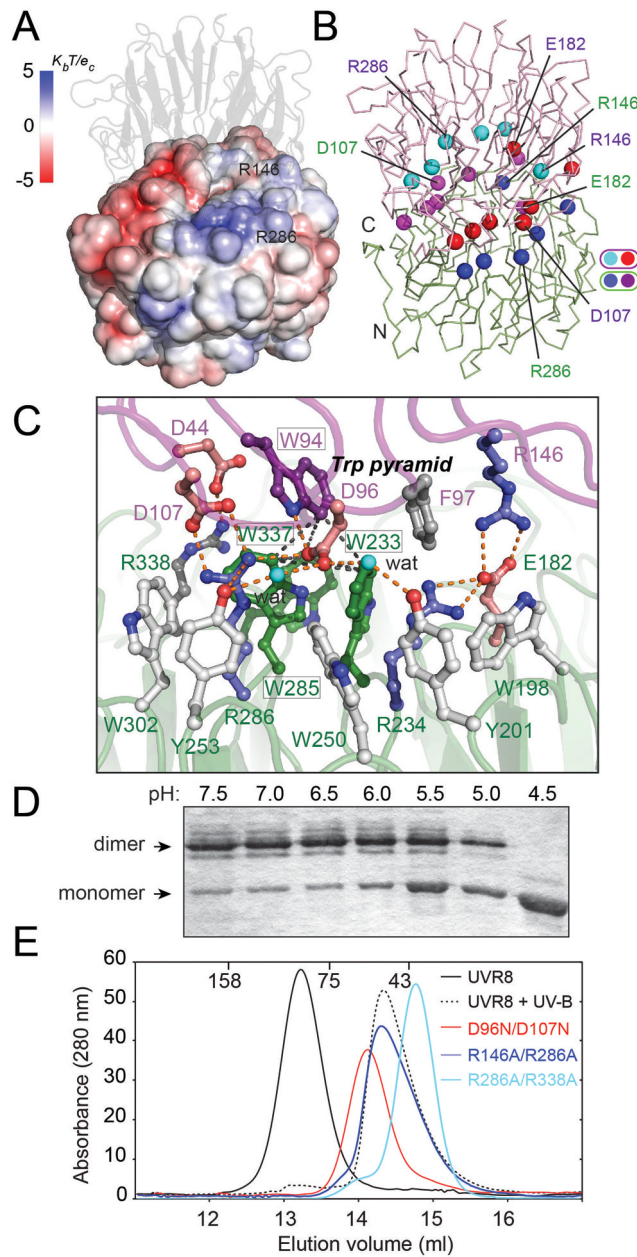 A
5
K_bT/e_c
0
-5
R146
R286
B
E182
R286
R146
D107
R146
E182
C
N
D107
R286
C
D44
W94
Trp pyramid
R146
D96
D107
F97
W337
W233
R338
E182
wat
wat
W285
W198
W302
R286
R234
Y253
W250
Y201
D
pH: 7.5 7.0 6.5 6.0 5.5 5.0 4.5
dimer
monomer
E
60
158 75 43
UVR8
50
UVR8 + UV-B
D96N/D107N
40
R146A/R286A
30
R286A/R338A
20
10
0
Absorbance (280 nm)
12 13 14 15 16
Elution volume (ml)